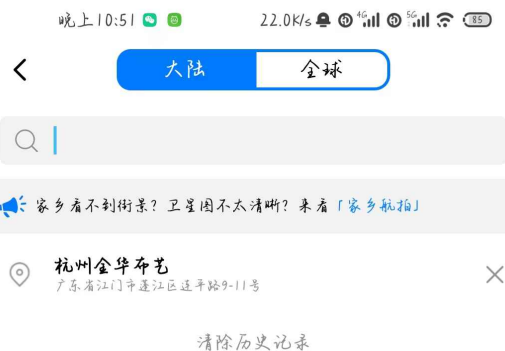 晚上10:51 22.0K/s 4G 5G 85
大陆 全球
家乡看不到街景？卫星图不太清晰？来看「家乡航拍」
杭州金华布艺
广东省江门市蓬江区莲平路9-11号
清除历史记录